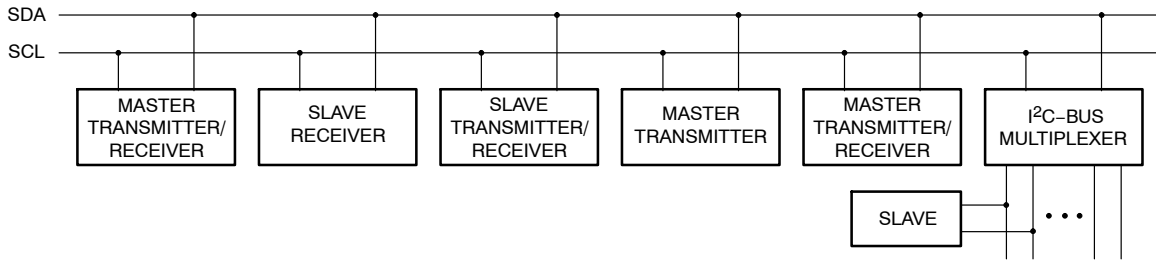 SDA
SCL
MASTER
TRANSMITTER/
RECEIVER
SLAVE
RECEIVER
SLAVE
TRANSMITTER/
RECEIVER
MASTER
TRANSMITTER
MASTER
TRANSMITTER/
RECEIVER
I²C−BUS
MULTIPLEXER
SLAVE